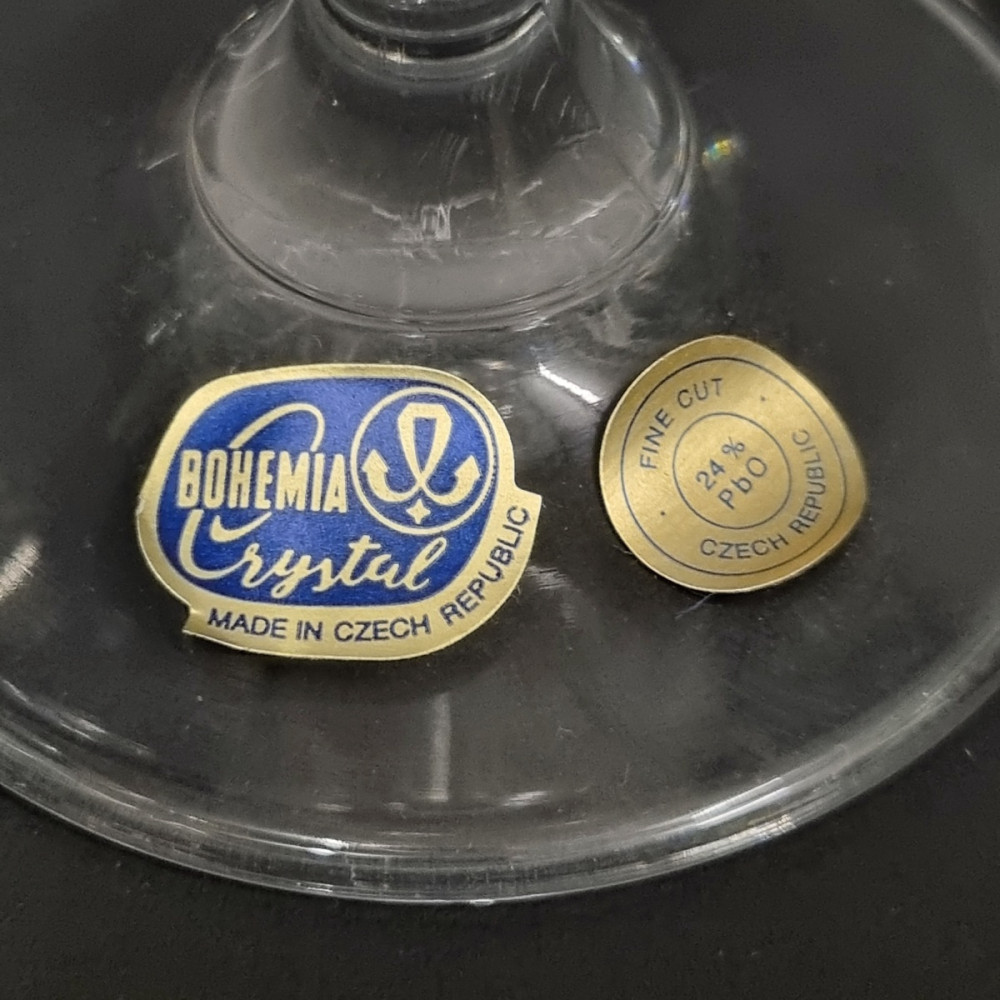 BOHEMIA
Crystal
MADE IN CZECH REPUBLIC
FINE CUT
24 %
PbO
CZECH REPUBLIC